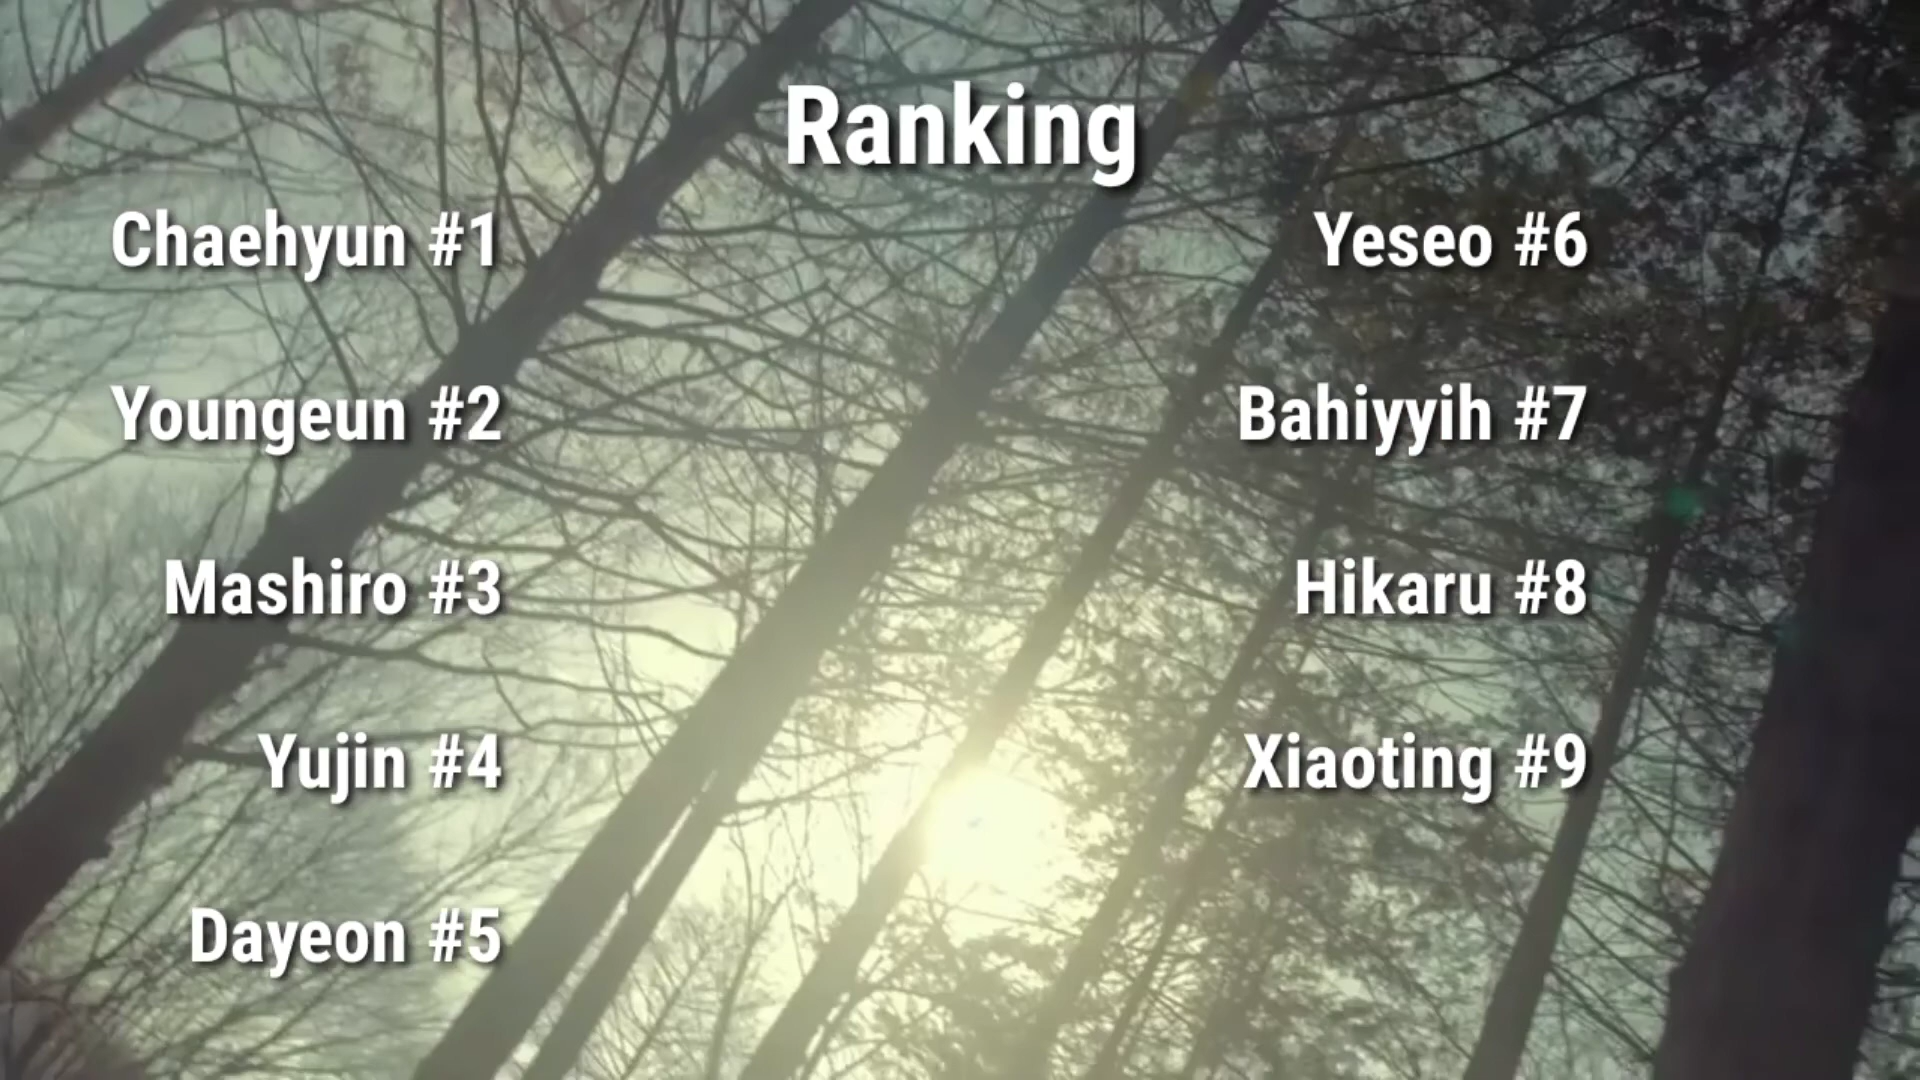 Ranking
Chaehyun #1
Youngeun #2
Mashiro #3
Yujin #4
Dayeon #5
Yeseo #6
Bahiyyih #7
Hikaru #8
Xiaoting #9